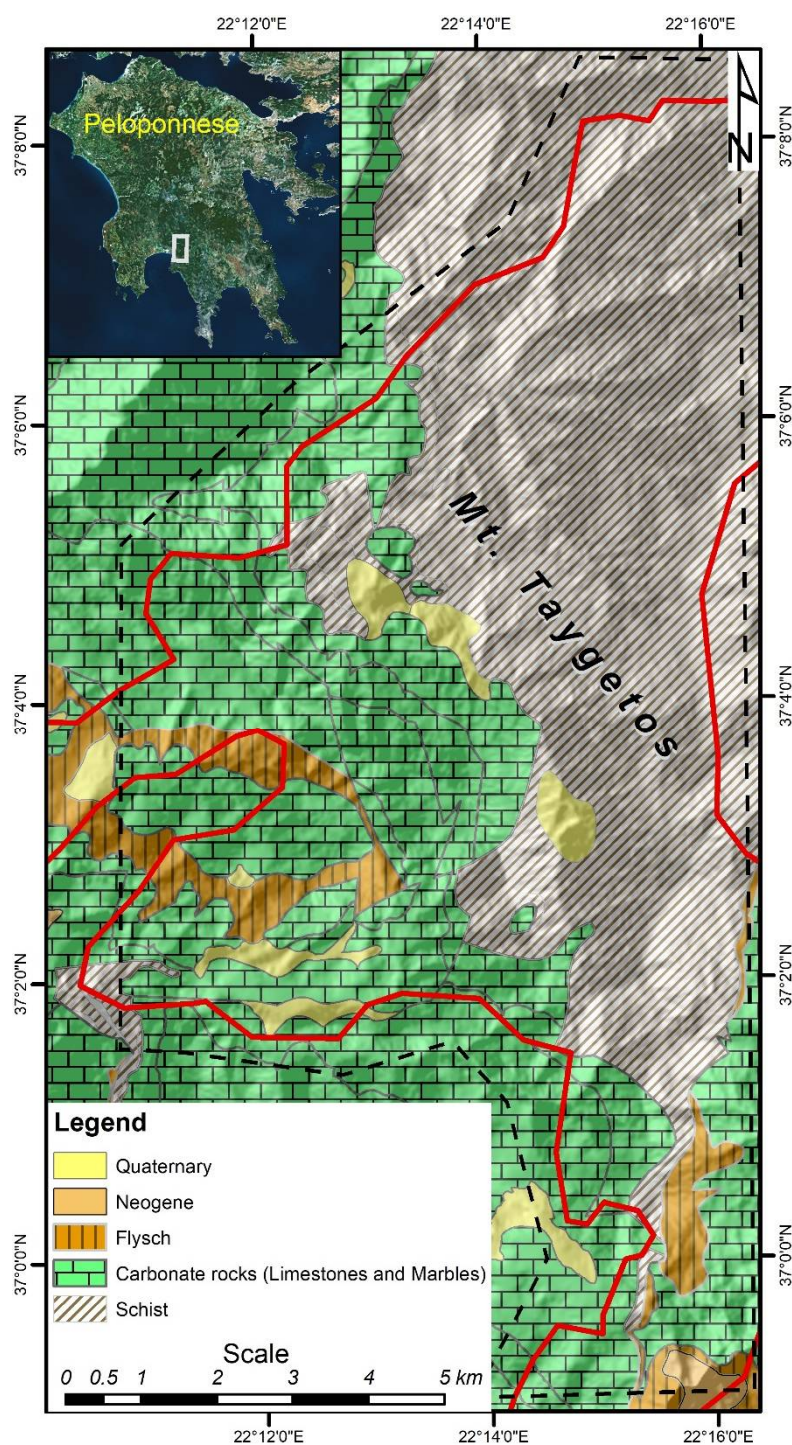 22°12'0"E 22°14'0"E 22°16'0"E
Peloponnese
N
37°8'0"N 37°8'0"N
37°6'0"N 37°6'0"N
Mt. Taygetos
37°4'0"N 37°4'0"N
37°2'0"N 37°2'0"N
Legend
Quaternary
Neogene
Flysch
Carbonate rocks (Limestones and Marbles)
Schist
37°0'0"N 37°0'0"N
Scale
0 0.5 1 2 3 4 5 km
22°12'0"E 22°14'0"E 22°16'0"E